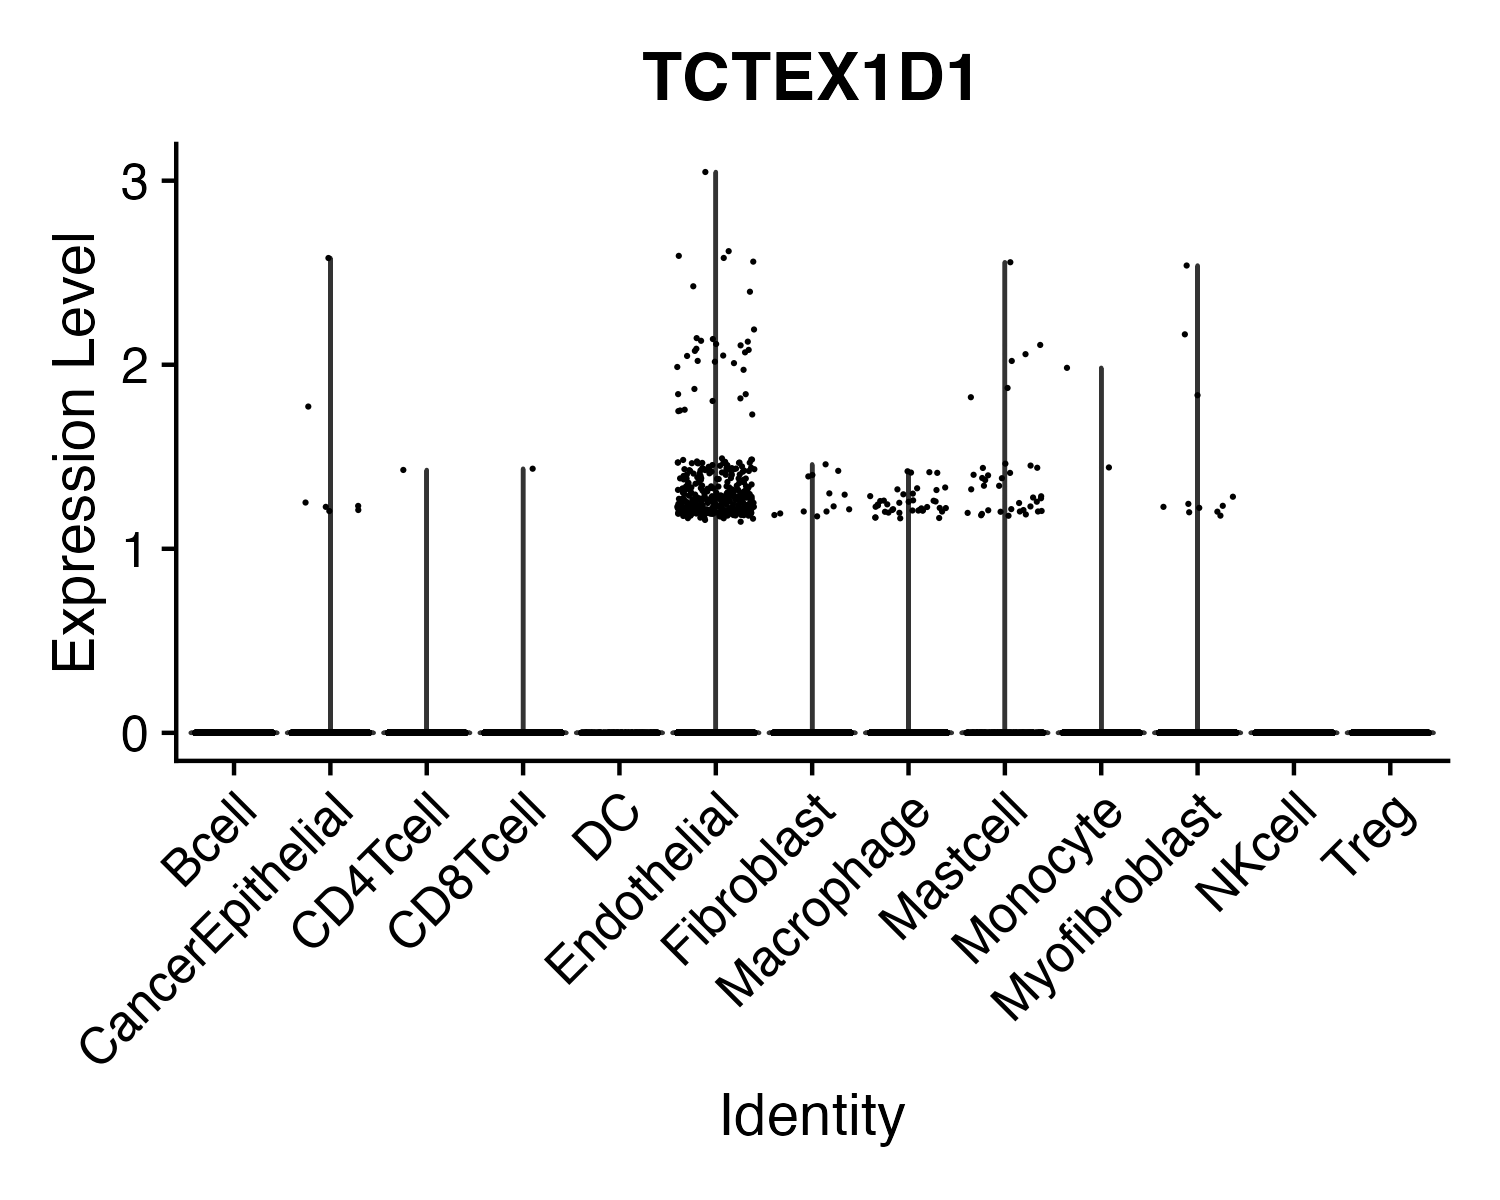 TCTEX1D1
Expression Level
3
2
1
0
Bcell
CancerEpithelial
CD4Tcell
CD8Tcell
DC
Endothelial
Fibroblast
Macrophage
Mastcell
Monocyte
Myofibroblast
NKcell
Treg
Identity